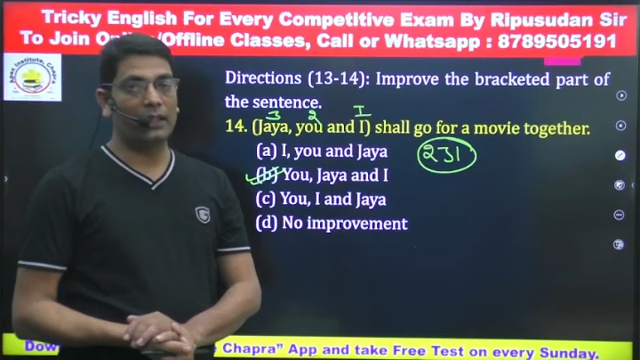 Tricky English For Every Competitive Exam By Ripusudan Sir
To Join Offline Classes, Call or Whatsapp : 8789505191
Directions (13-14): Improve the bracketed part of
the sentence.
3 2 I
14. (Jaya, you and I) shall go for a movie together.
(a) I, you and Jaya
231
(b) You, Jaya and I
(c) You, I and Jaya
(d) No improvement
Chapra" App and take Free Test on every Sunday.